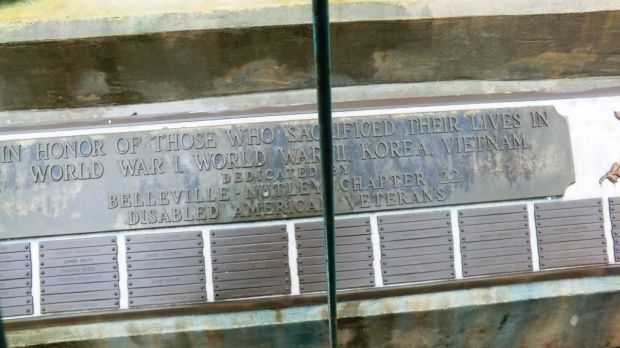 IN HONOR OF THOSE WHO SACRIFICED THEIR LIVES IN
WORLD WAR I, WORLD WAR II, KOREA, VIETNAM
DEDICATED BY
BELLEVILLE-NUTLEY CHAPTER 22
DISABLED AMERICAN VETERANS